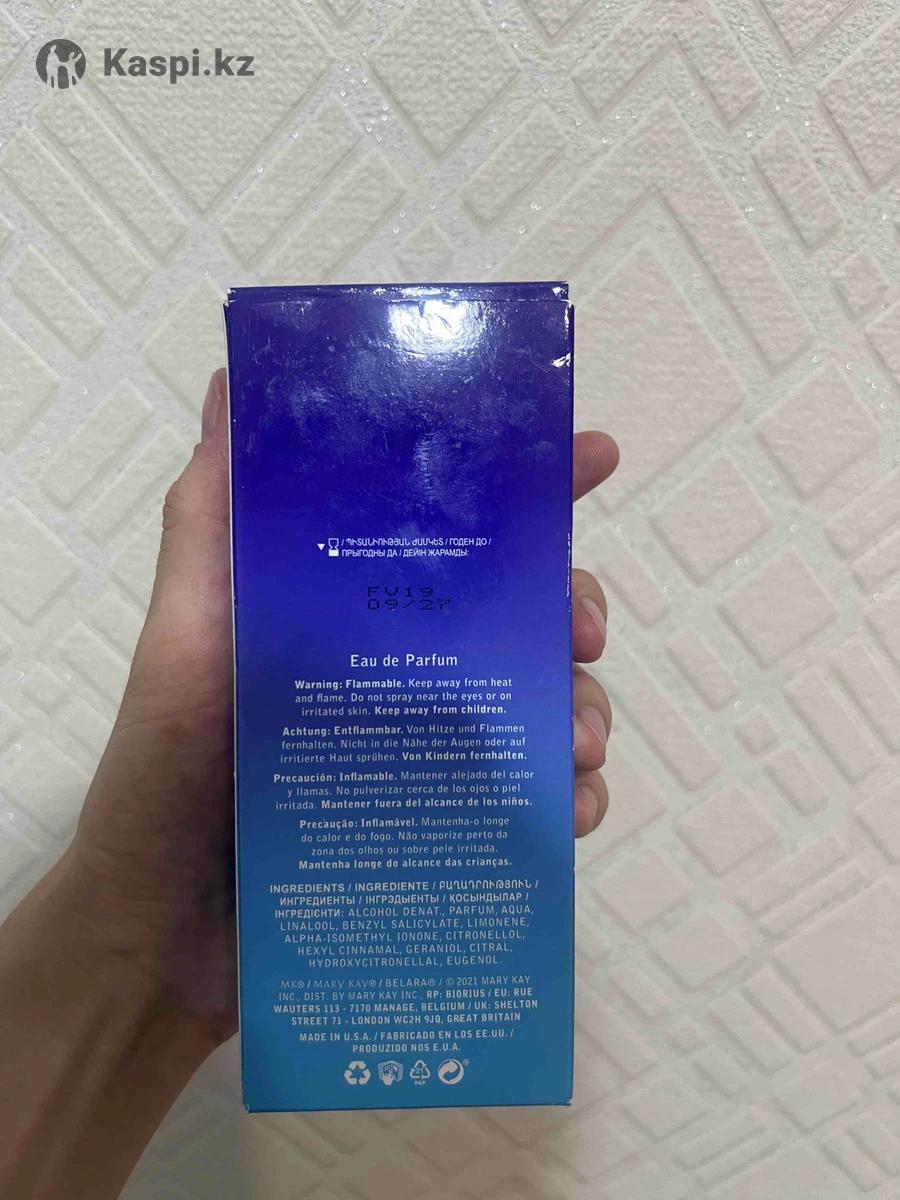 Kaspi.kz
/ ՊԻՏԱՆԻՈՒԹՅԱՆ ԺԱՄԿԵՏ / ГОДЕН ДО /
ПРЫГОДНЫ ДА / ДЕЙІН ЖАРАМДЫ:
FV19
09/27
Eau de Parfum
Warning: Flammable. Keep away from heat
and flame. Do not spray near the eyes or on
irritated skin. Keep away from children.
Achtung: Entflammbar. Von Hitze und Flammen
fernhalten. Nicht in die Nähe der Augen oder auf
irritierte Haut sprühen. Von Kindern fernhalten.
Precaución: Inflamable. Mantener alejado del calor
y llamas. No pulverizar cerca de los ojos o piel
irritada. Mantener fuera del alcance de los niños.
Precaução: Inflamável. Mantenha-o longe
do calor e do fogo. Não vaporize perto da
zona dos olhos ou sobre pele irritada.
Mantenha longe do alcance das crianças.
INGREDIENTS / INGREDIENTE / ԲԱՂԱԴՐՈՒԹՅՈՒՆ /
ИНГРЕДИЕНТЫ / ІНГРЭДЫЕНТЫ / ҚОСЫНДЫЛАР /
ІНГРЕДІЄНТИ: ALCOHOL DENAT., PARFUM, AQUA,
LINALOOL, BENZYL SALICYLATE, LIMONENE,
ALPHA-ISOMETHYL IONONE, CITRONELLOL,
HEXYL CINNAMAL, GERANIOL, CITRAL,
HYDROXYCITRONELLAL, EUGENOL.
MK® / MARY KAY® / BELARA® / © 2021 MARY KAY
INC., DIST. BY MARY KAY INC., RP: BIORIUS / EU: RUE
WAUTERS 113 - 7170 MANAGE, BELGIUM / UK: SHELTON
STREET 71 - LONDON WC2H 9JQ, GREAT BRITAIN
MADE IN U.S.A. / FABRICADO EN LOS EE.UU. /
PRODUZIDO NOS E.U.A.
21
PAP